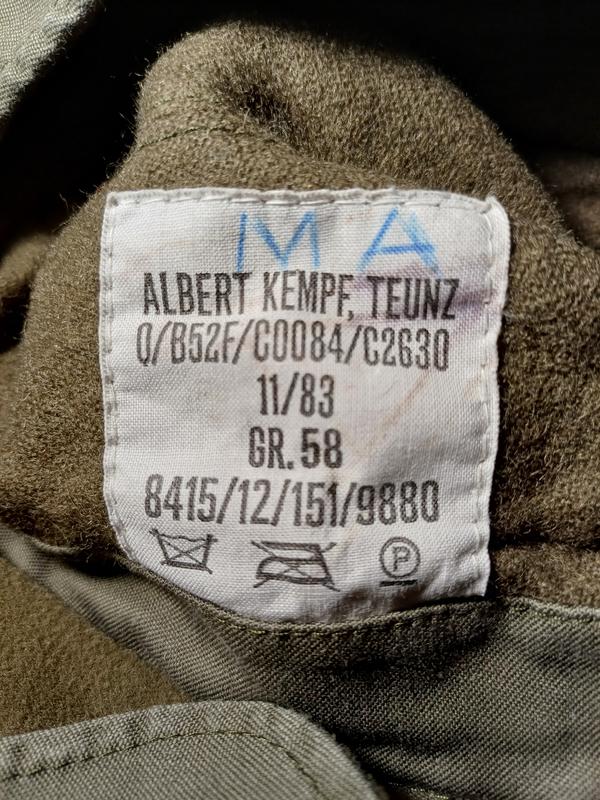 MA
ALBERT KEMPF, TEUNZ
Q/B52F/C0084/C2630
11/83
GR. 58
8415/12/151/9880
P